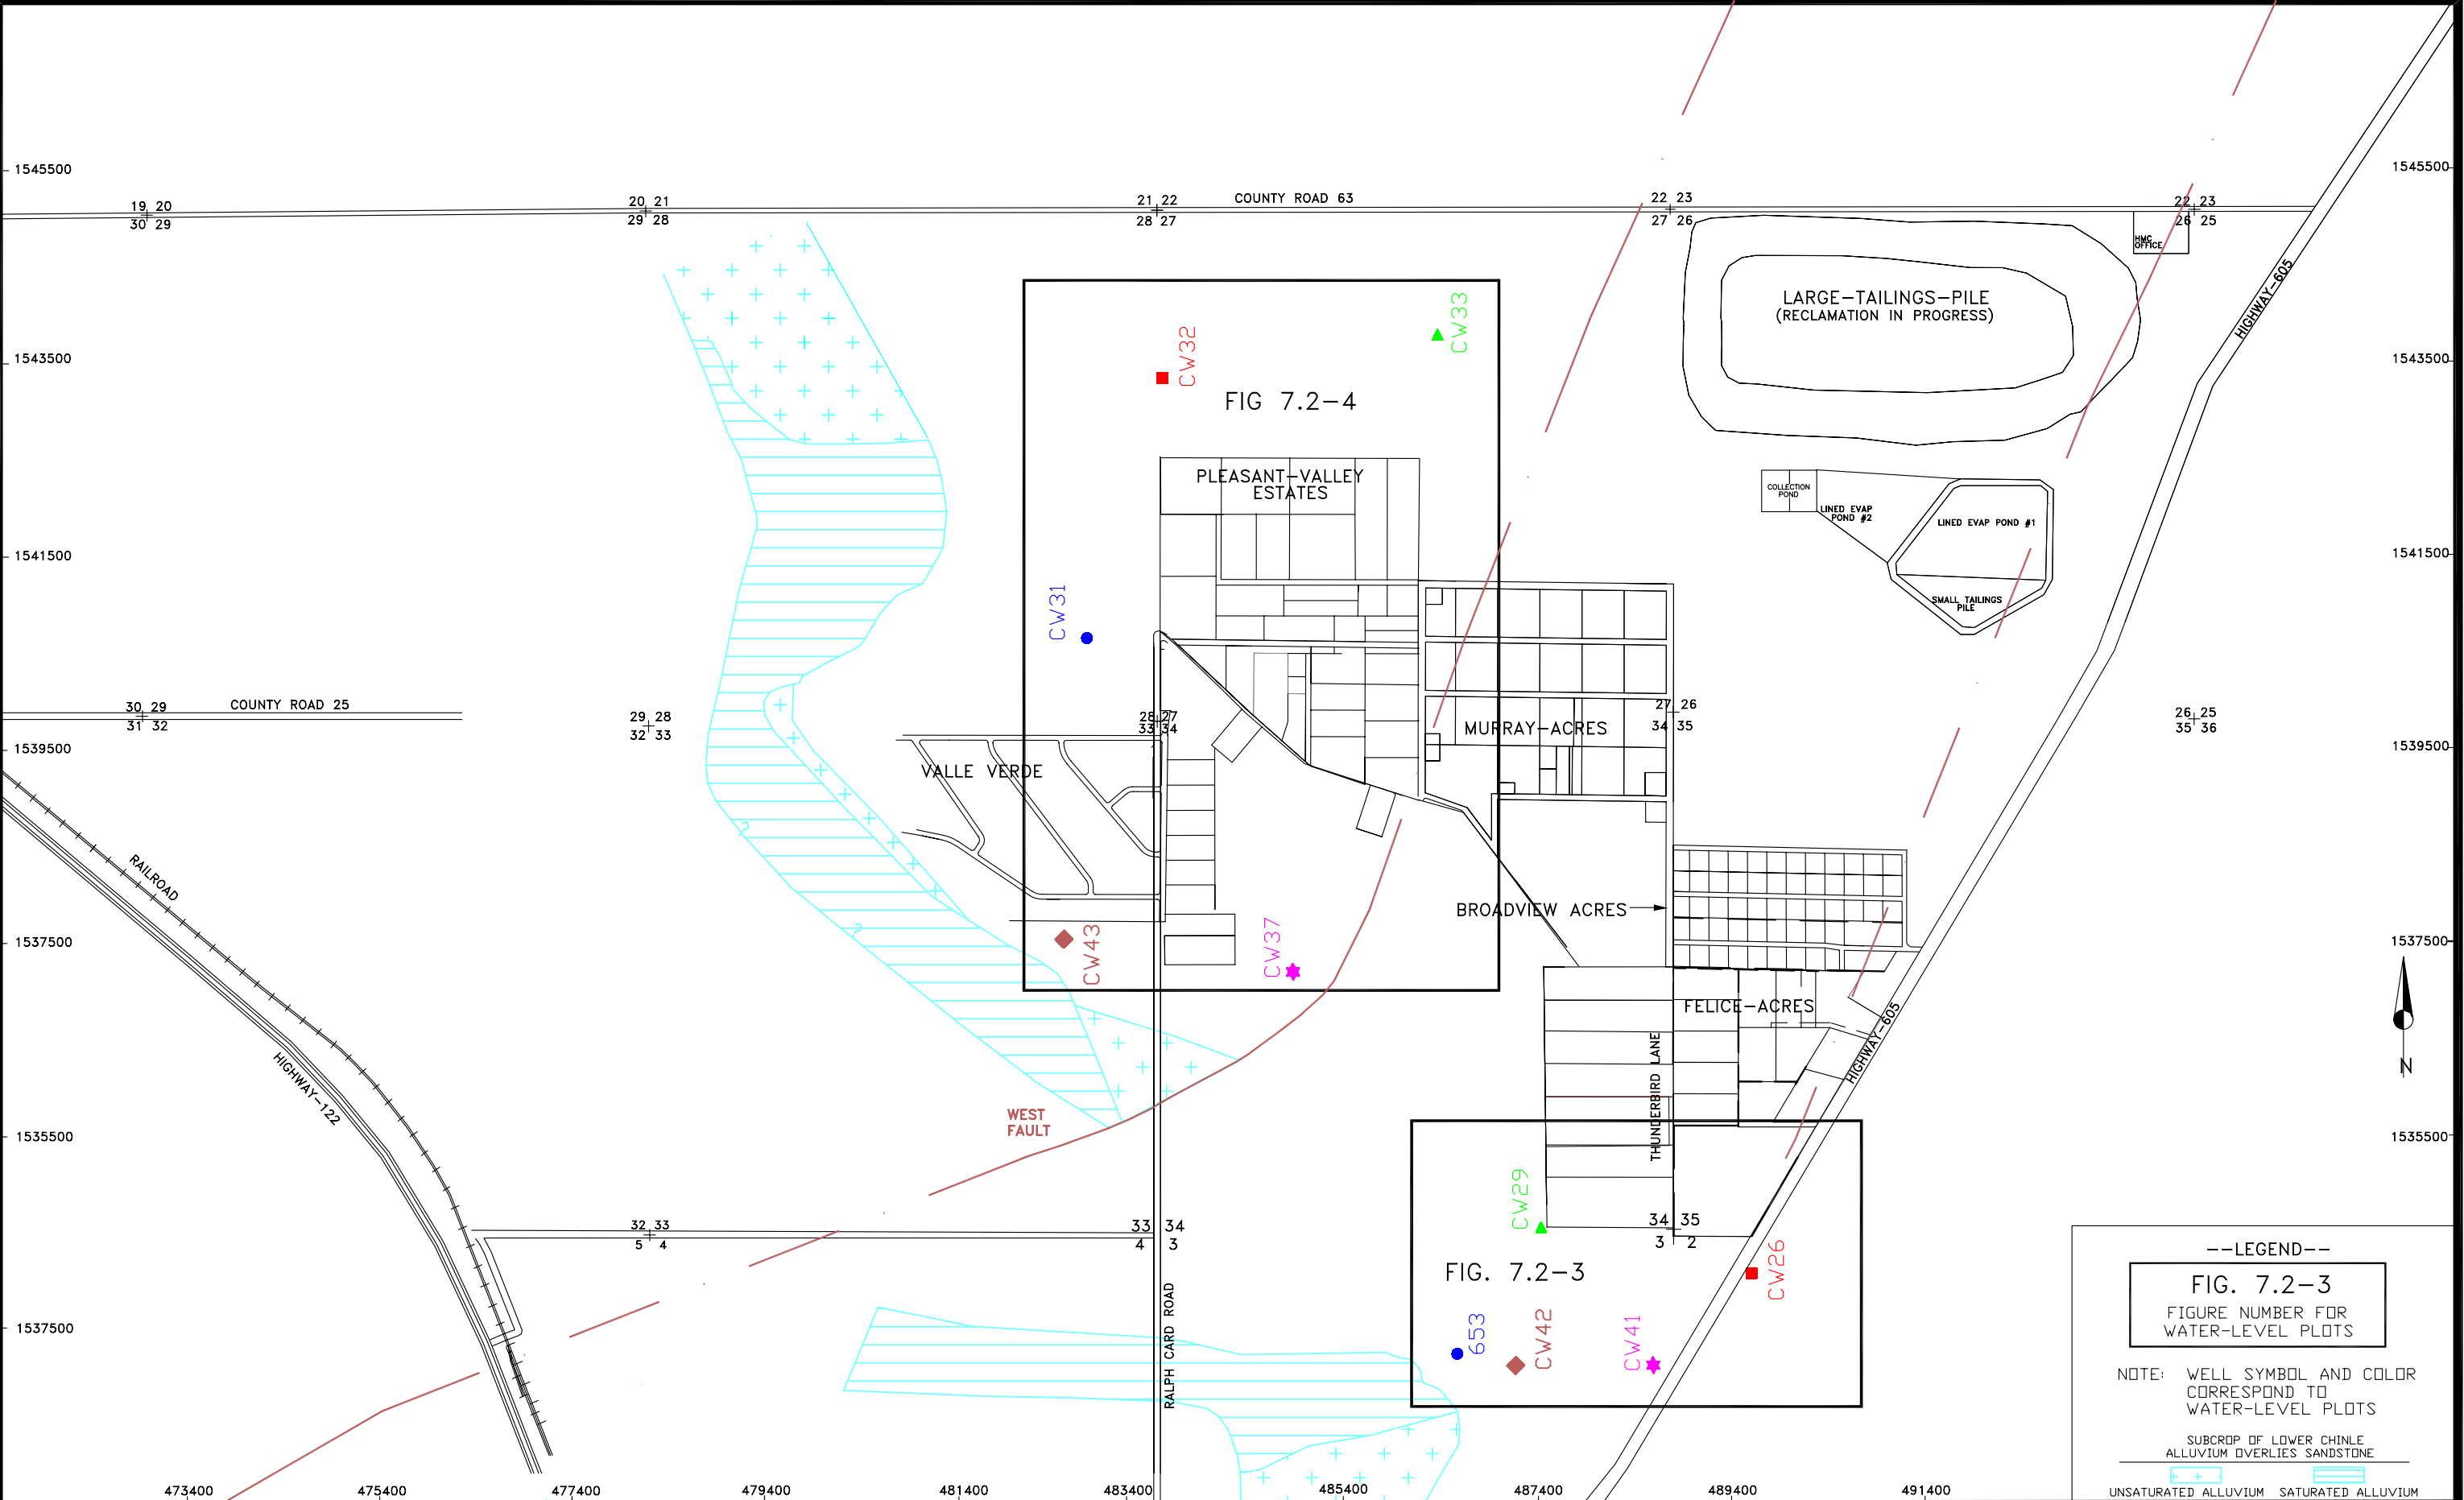 1545500
1545500
19 20
30 29
20 21
29 28
21 22
28 27
COUNTY ROAD 63
22 23
27 26
22 23
26 25
HMC
OFFICE
HIGHWAY-605
LARGE-TAILINGS-PILE
(RECLAMATION IN PROGRESS)
CW33
CW32
1543500
1543500
FIG 7.2-4
PLEASANT-VALLEY
ESTATES
COLLECTION
POND
LINED EVAP
POND #2
LINED EVAP POND #1
SMALL TAILINGS
PILE
1541500
1541500
CW31
30 29
31 32
COUNTY ROAD 25
29 28
32 33
28 27
33 34
27 26
34 35
26 25
35 36
MURRAY-ACRES
1539500
1539500
VALLE VERDE
RAILROAD
BROADVIEW ACRES
1537500
1537500
CW43
CW37
FELICE-ACRES
THUNDERBIRD LANE
HIGHWAY-605
HIGHWAY-122
N
WEST
FAULT
1535500
1535500
CW29
32 33
5 4
33 34
4 3
34 35
3 2
CW26
FIG. 7.2-3
653
CW42
CW41
RALPH CARD ROAD
1537500
--LEGEND--
FIG. 7.2-3
FIGURE NUMBER FOR
WATER-LEVEL PLOTS
NOTE: WELL SYMBOL AND COLOR
CORRESPOND TO
WATER-LEVEL PLOTS
SUBCROP OF LOWER CHINLE
ALLUVIUM OVERLIES SANDSTONE
UNSATURATED ALLUVIUM SATURATED ALLUVIUM
? ?
473400 475400 477400 479400 481400 483400 485400 487400 489400 491400